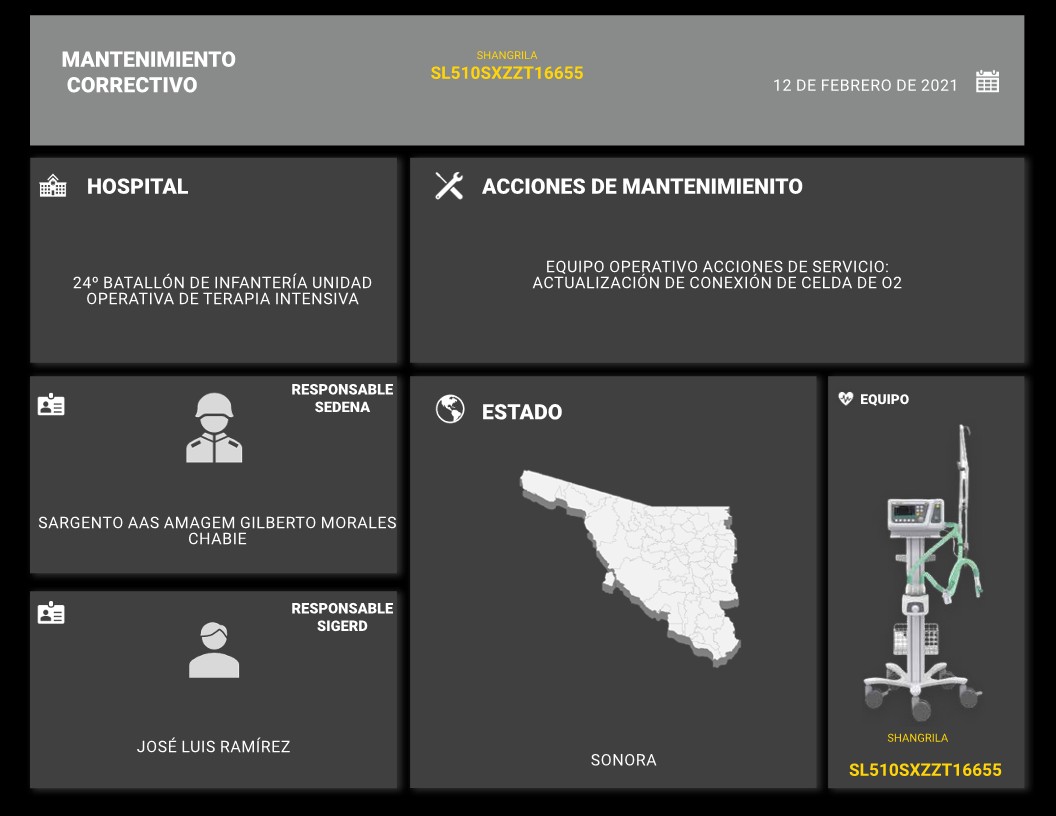 MANTENIMIENTO
CORRECTIVO
SHANGRILA
SL510SXZZT16655
12 DE FEBRERO DE 2021
HOSPITAL
24º BATALLÓN DE INFANTERÍA UNIDAD
OPERATIVA DE TERAPIA INTENSIVA
ACCIONES DE MANTENIMIENITO
EQUIPO OPERATIVO ACCIONES DE SERVICIO:
ACTUALIZACIÓN DE CONEXIÓN DE CELDA DE O2
RESPONSABLE
SEDENA
SARGENTO AAS AMAGEM GILBERTO MORALES
CHABIE
RESPONSABLE
SIGERD
JOSÉ LUIS RAMÍREZ
ESTADO
SONORA
EQUIPO
SHANGRILA
SL510SXZZT16655